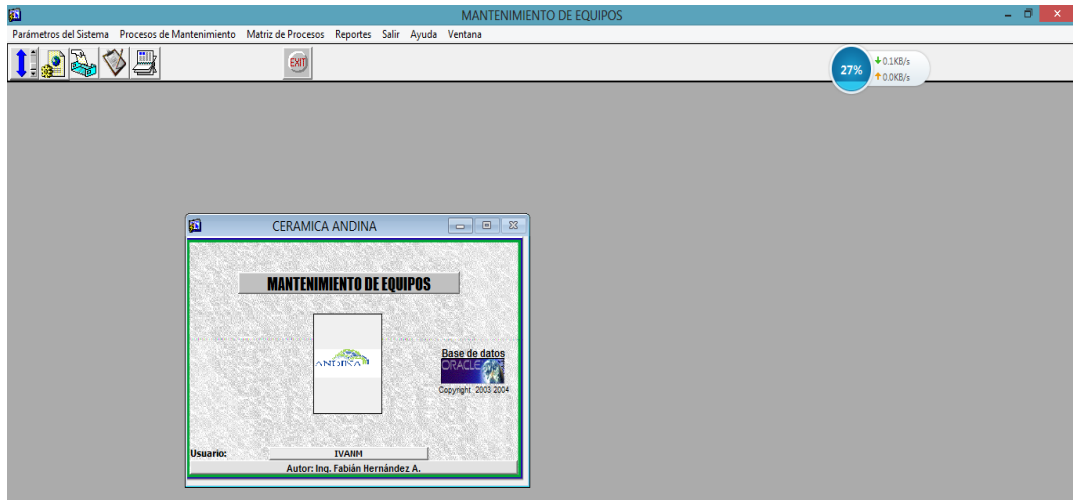 MANTENIMIENTO DE EQUIPOS
Parámetros del Sistema Procesos de Mantenimiento Matriz de Procesos Reportes Salir Ayuda Ventana
EXIT
27%
0.1KB/s
0.0KB/s
CERAMICA ANDINA
MANTENIMIENTO DE EQUIPOS
ANDINA
Base de datos
ORACLE
Copyright 2003 2004
Usuario: IVANM
Autor: Ing. Fabián Hernández A.